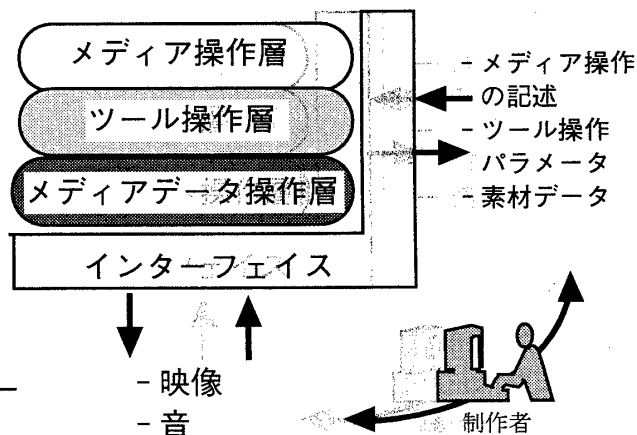 メディア操作層
ツール操作層
メディアデータ操作層
インターフェイス
- メディア操作
の記述
- ツール操作
パラメータ
- 素材データ
- 映像
- 音
制作者